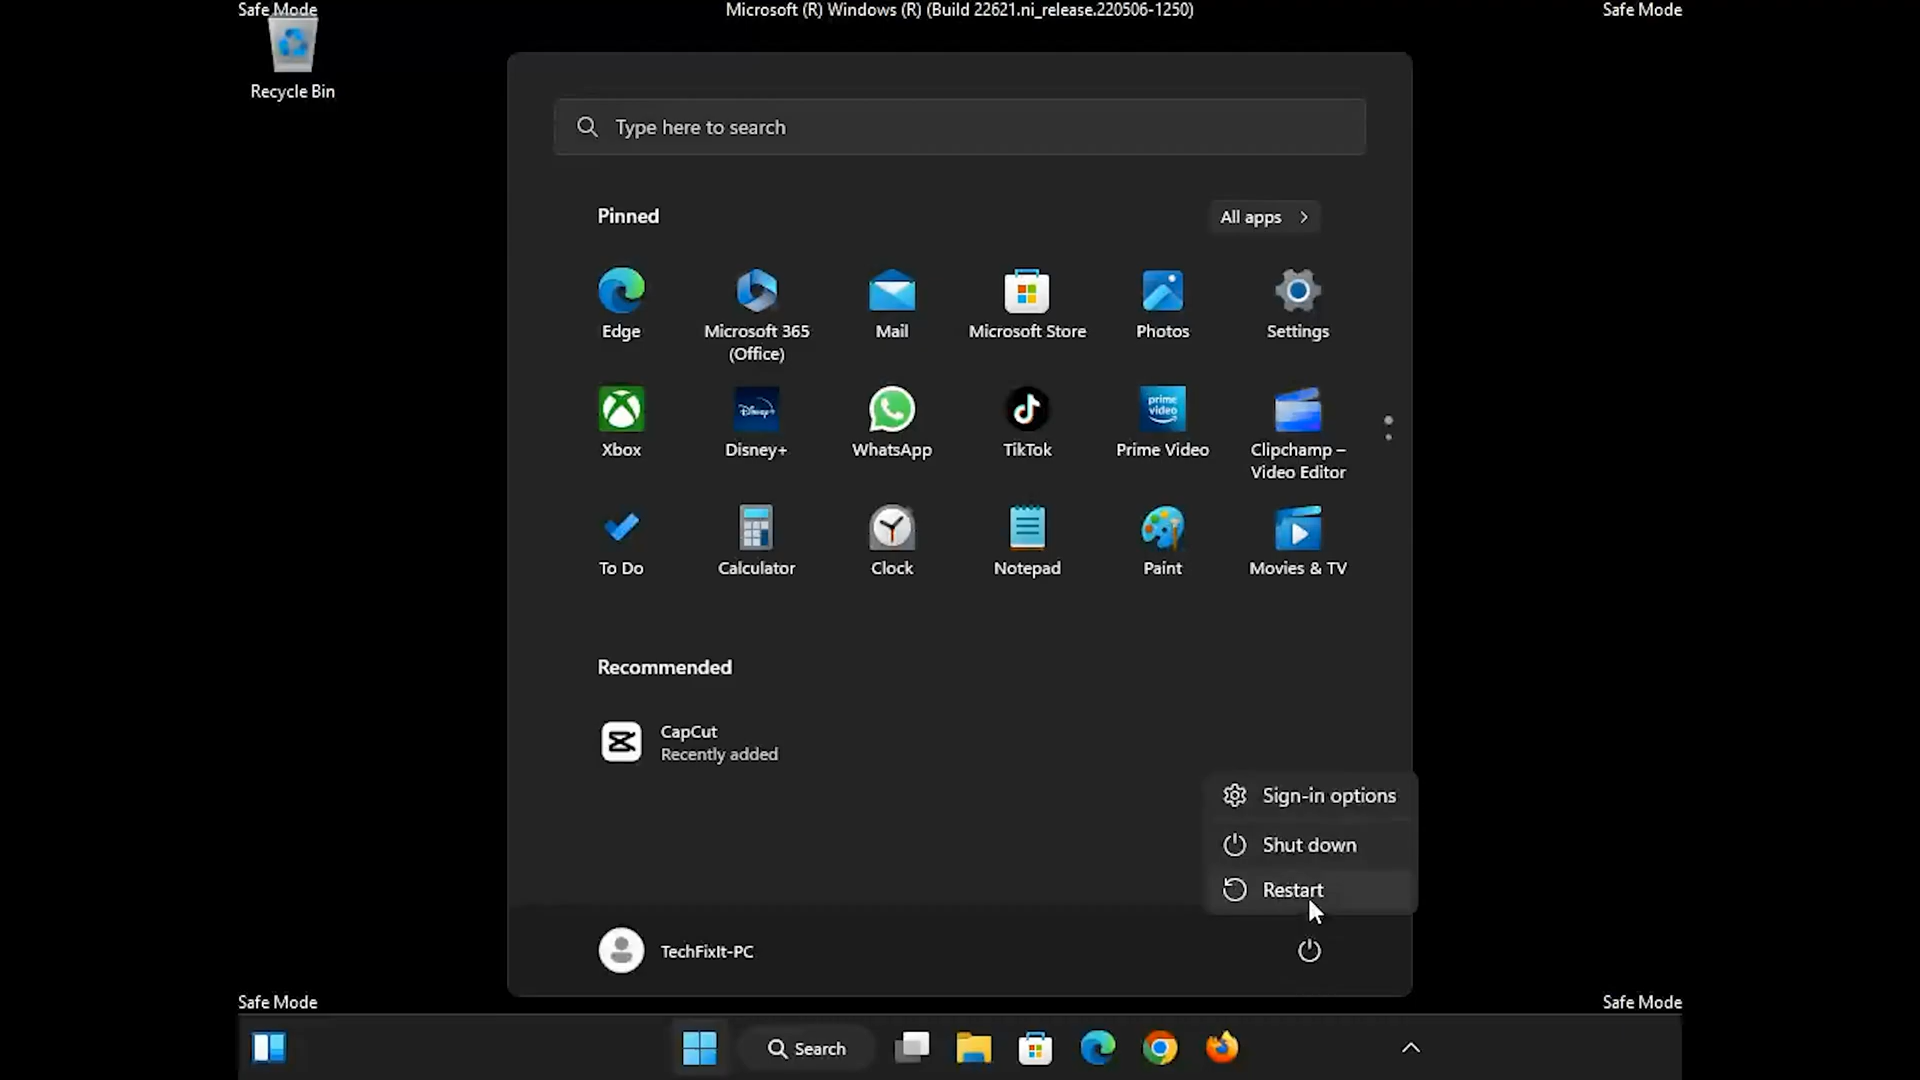 Safe Mode
Microsoft (R) Windows (R) (Build 22621.ni_release.220506-1250)
Safe Mode
Recycle Bin
Type here to search
Pinned
All apps
Edge
Microsoft 365
(Office)
Mail
Microsoft Store
Photos
Settings
Xbox
Disney+
Disney+
WhatsApp
TikTok
prime
video
Prime Video
Clipchamp –
Video Editor
To Do
Calculator
Clock
Notepad
Paint
Movies & TV
Recommended
CapCut
Recently added
Sign-in options
Shut down
Restart
TechFixIt-PC
Safe Mode
Safe Mode
Search